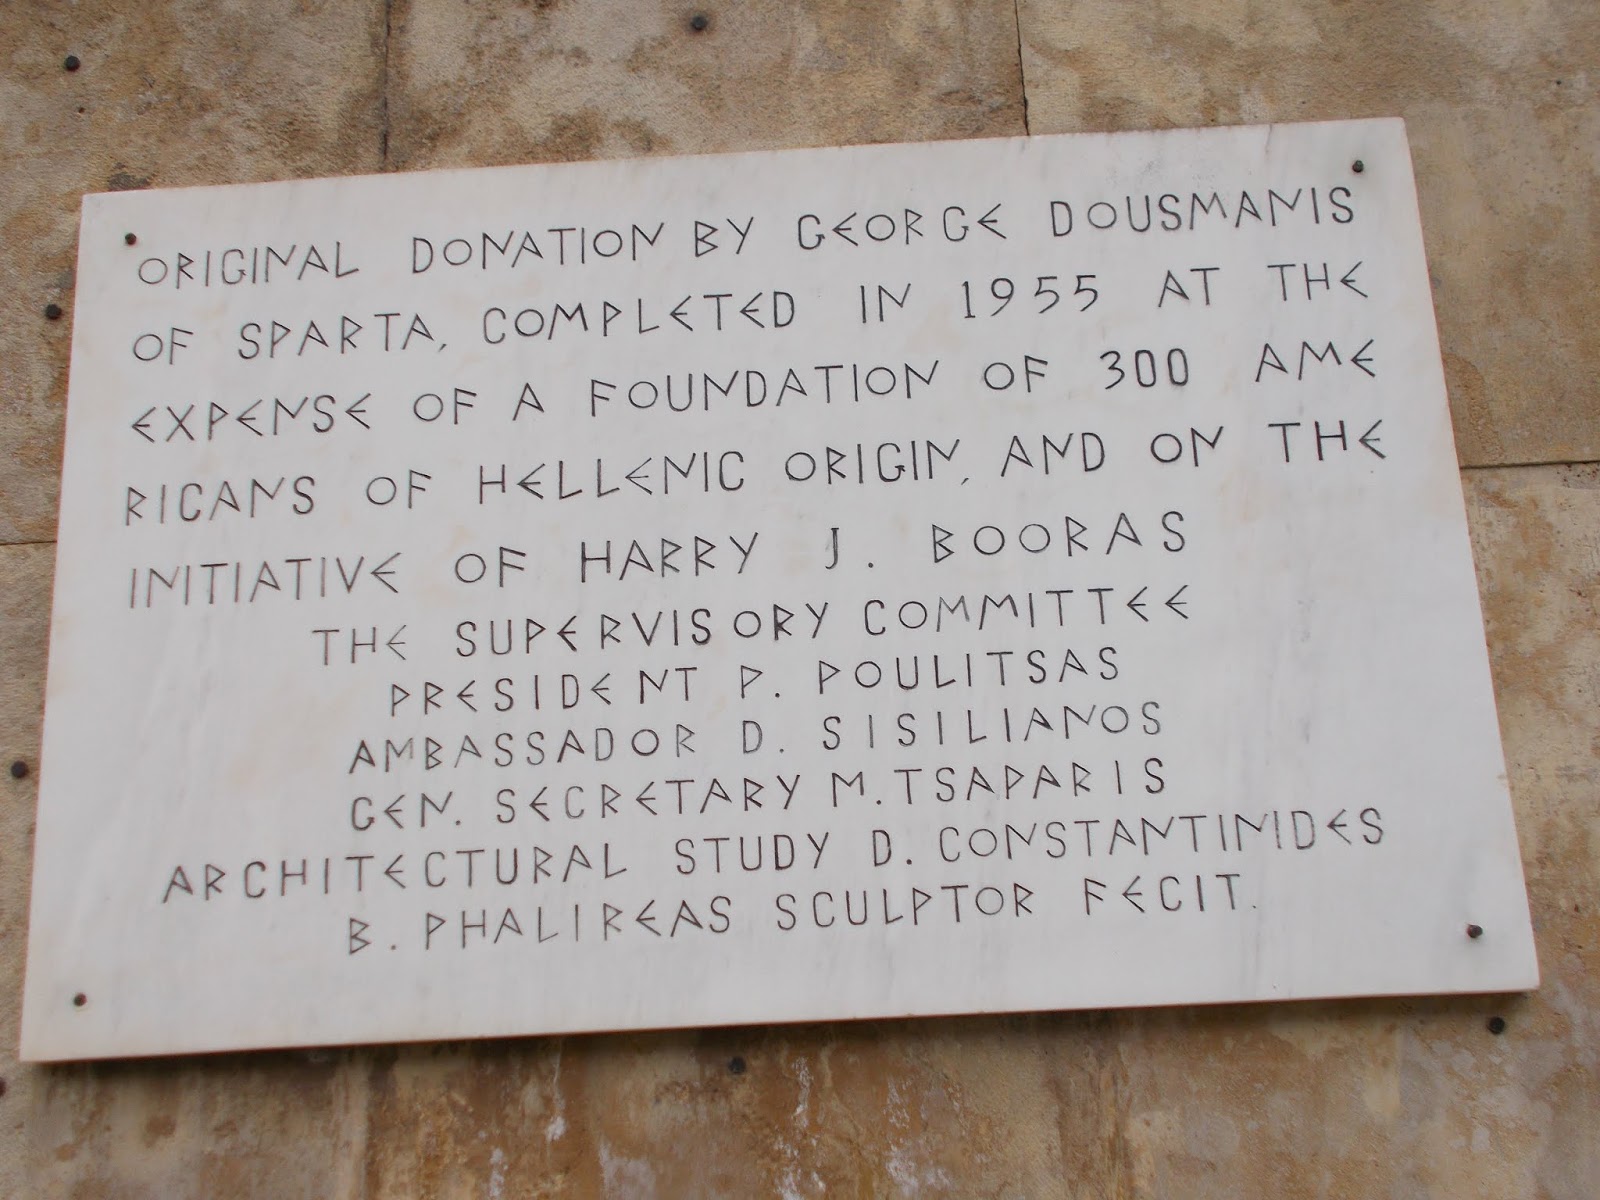 ORIGINAL DONATION BY GEORGE DOUSMANIS
OF SPARTA, COMPLETED IN 1955 AT THE
EXPENSE OF A FOUNDATION OF 300 AME
RICANS OF HELLENIC ORIGIN, AND ON THE
INITIATIVE OF HARRY J. BOORAS
THE SUPERVISORY COMMITTEE
PRESIDENT P. POULITSAS
AMBASSADOR D. SISILIANOS
GEN. SECRETARY M. TSAPARIS
ARCHITECTURAL STUDY D. CONSTANTINIDES
B. PHALIREAS SCULPTOR FECIT.